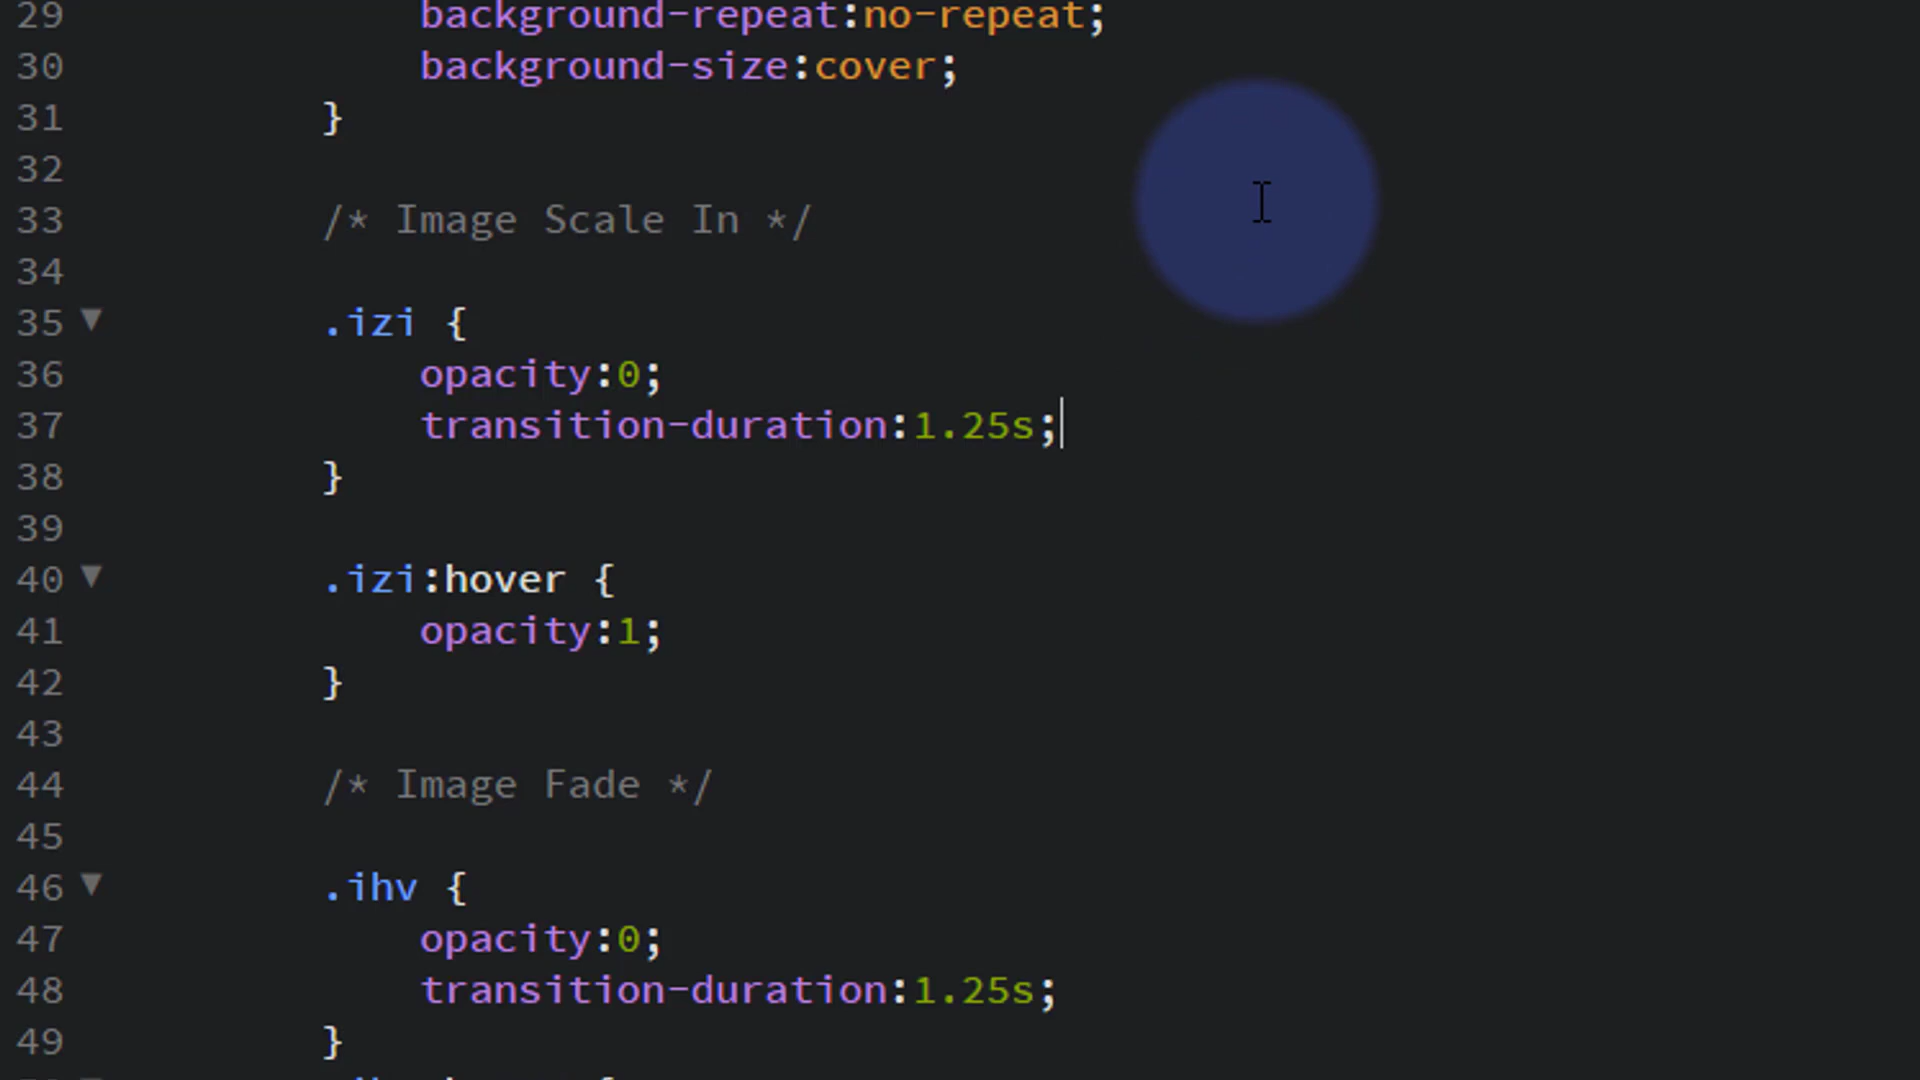 29 background-repeat:no-repeat;
30 background-size:cover;
31 }
32
33 /* Image Scale In */
34
35 .izi {
36 opacity:0;
37 transition-duration:1.25s;
38 }
39
40 .izi:hover {
41 opacity:1;
42 }
43
44 /* Image Fade */
45
46 .ihv {
47 opacity:0;
48 transition-duration:1.25s;
49 }